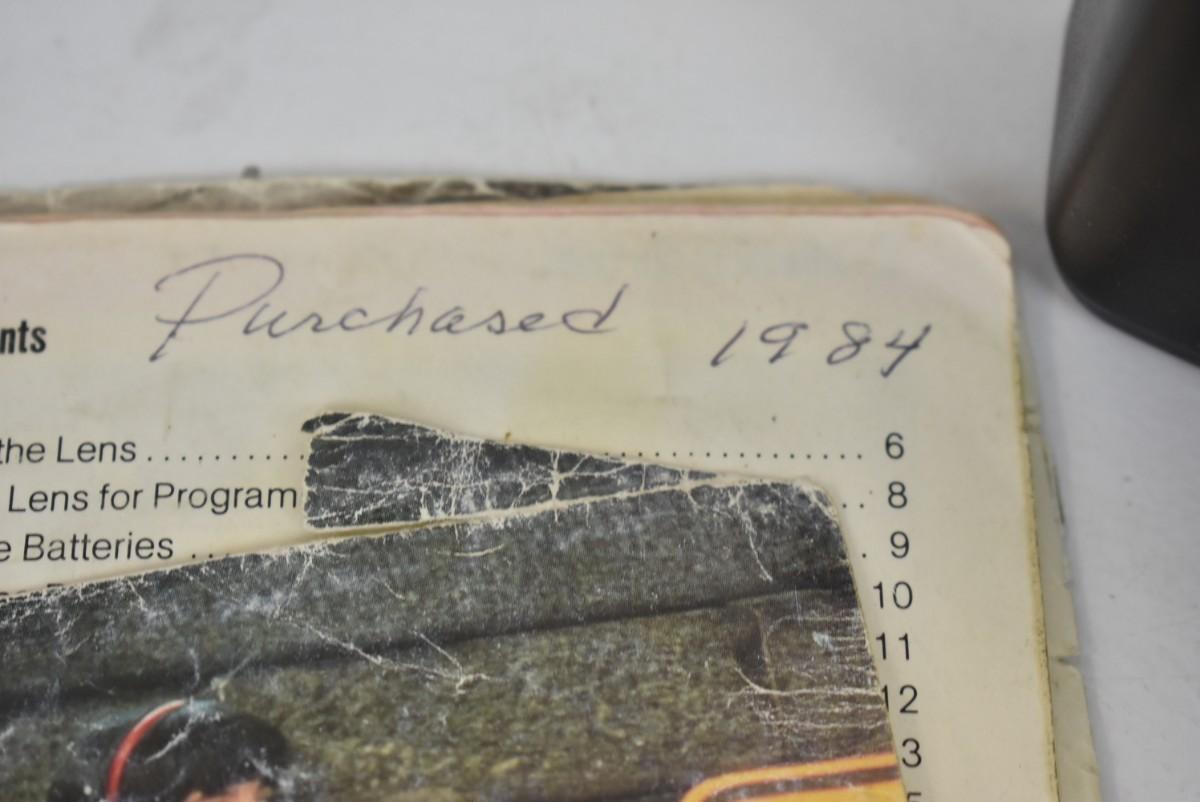 nts Purchased 1984
the Lens .......... .................... 6
Lens for Program .. 8
e Batteries ... . 9
10
11
12
3